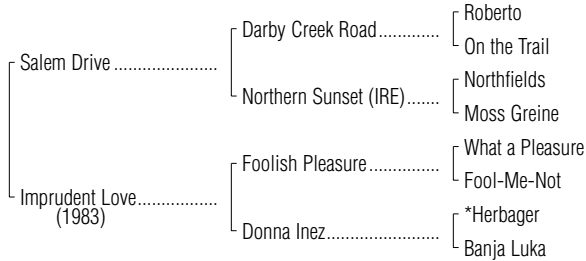 Roberto
Darby Creek Road.............
On the Trail
Salem Drive .....................
Northfields
Northern Sunset (IRE).......
Moss Greine
What a Pleasure
Foolish Pleasure...............
Fool-Me-Not
Imprudent Love................
(1983)
*Herbager
Donna Inez........................
Banja Luka